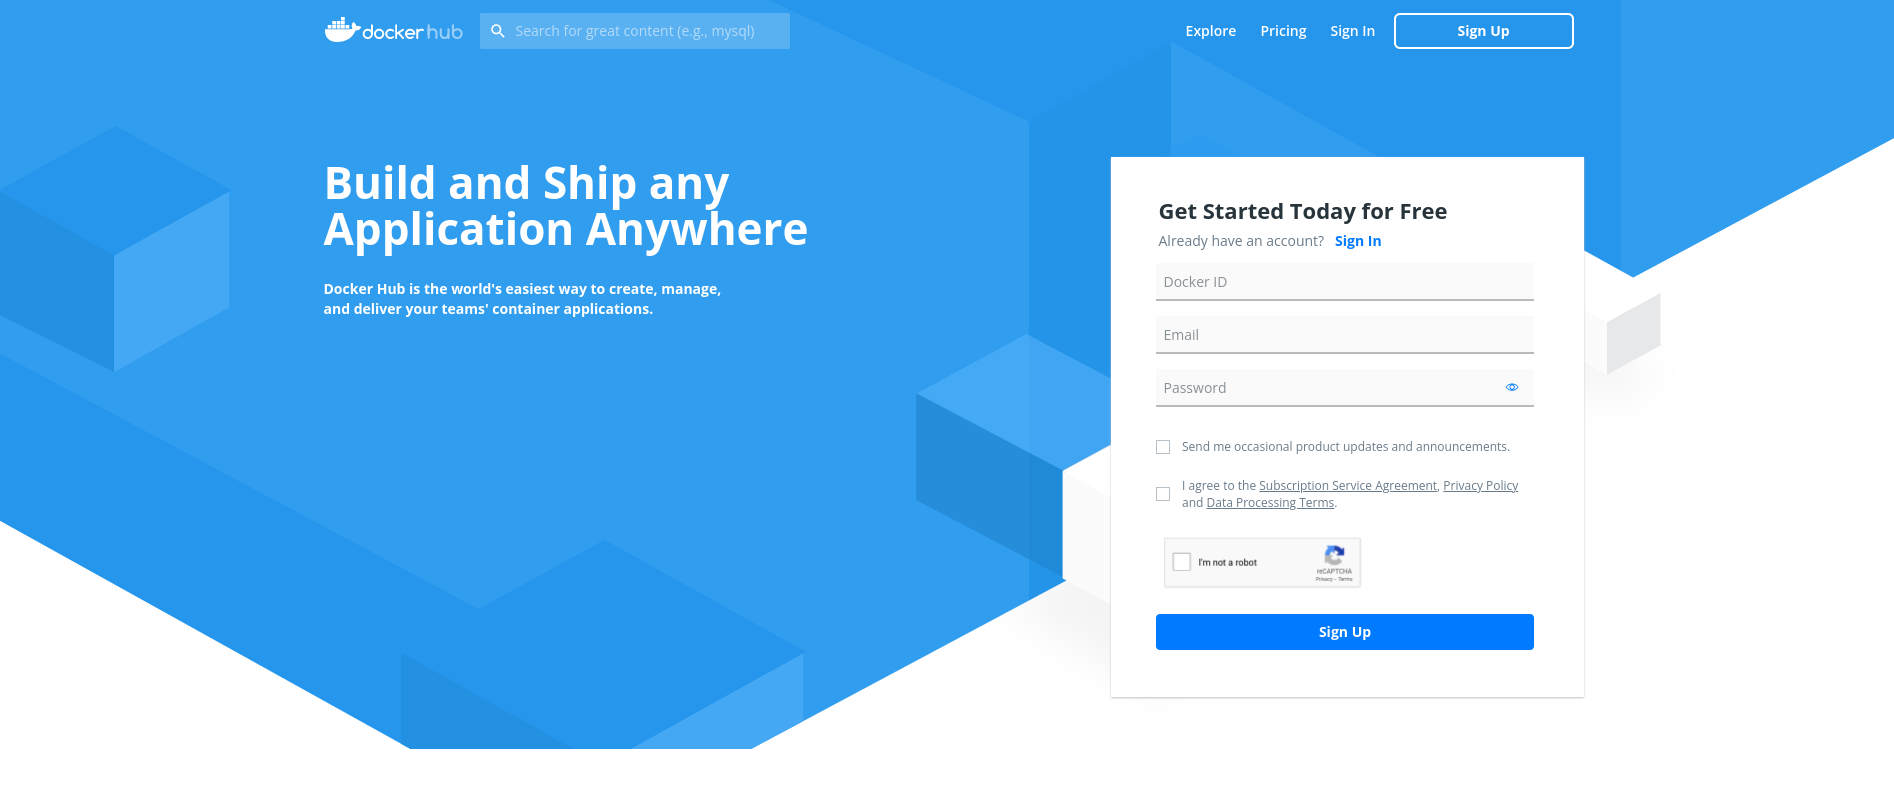 docker hub
Search for great content (e.g., mysql)
Explore
Pricing
Sign In
Sign Up
Build and Ship any
Application Anywhere
Docker Hub is the world's easiest way to create, manage,
and deliver your teams' container applications.
Get Started Today for Free
Already have an account? Sign In
Docker ID
Email
Password
Send me occasional product updates and announcements.
I agree to the Subscription Service Agreement, Privacy Policy
and Data Processing Terms.
I'm not a robot
reCAPTCHA
Privacy - Terms
Sign Up